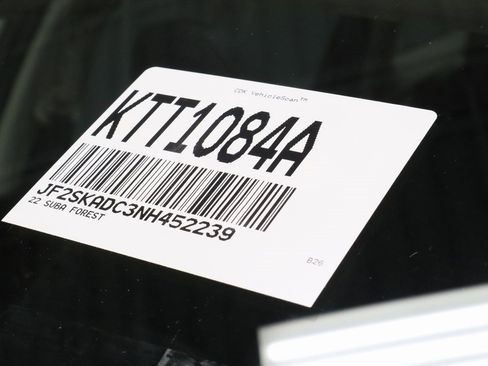 CDK VehicleScan™
KTT1084A
JF2SKADC3NH452239
22 SUBA FOREST
B26